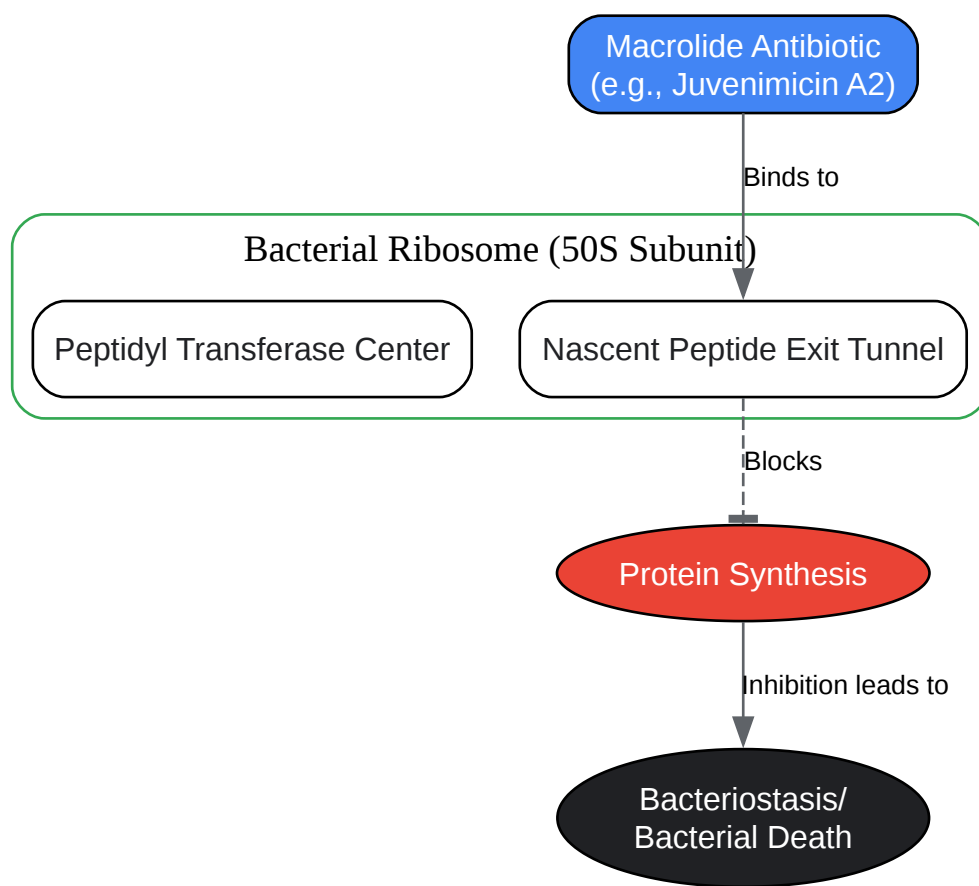 Macrolide Antibiotic
(e.g., Juvenimicin A2)
Binds to
Bacterial Ribosome (50S Subunit)
Peptidyl Transferase Center
Nascent Peptide Exit Tunnel
Blocks
Protein Synthesis
Inhibition leads to
Bacteriostasis/
Bacterial Death